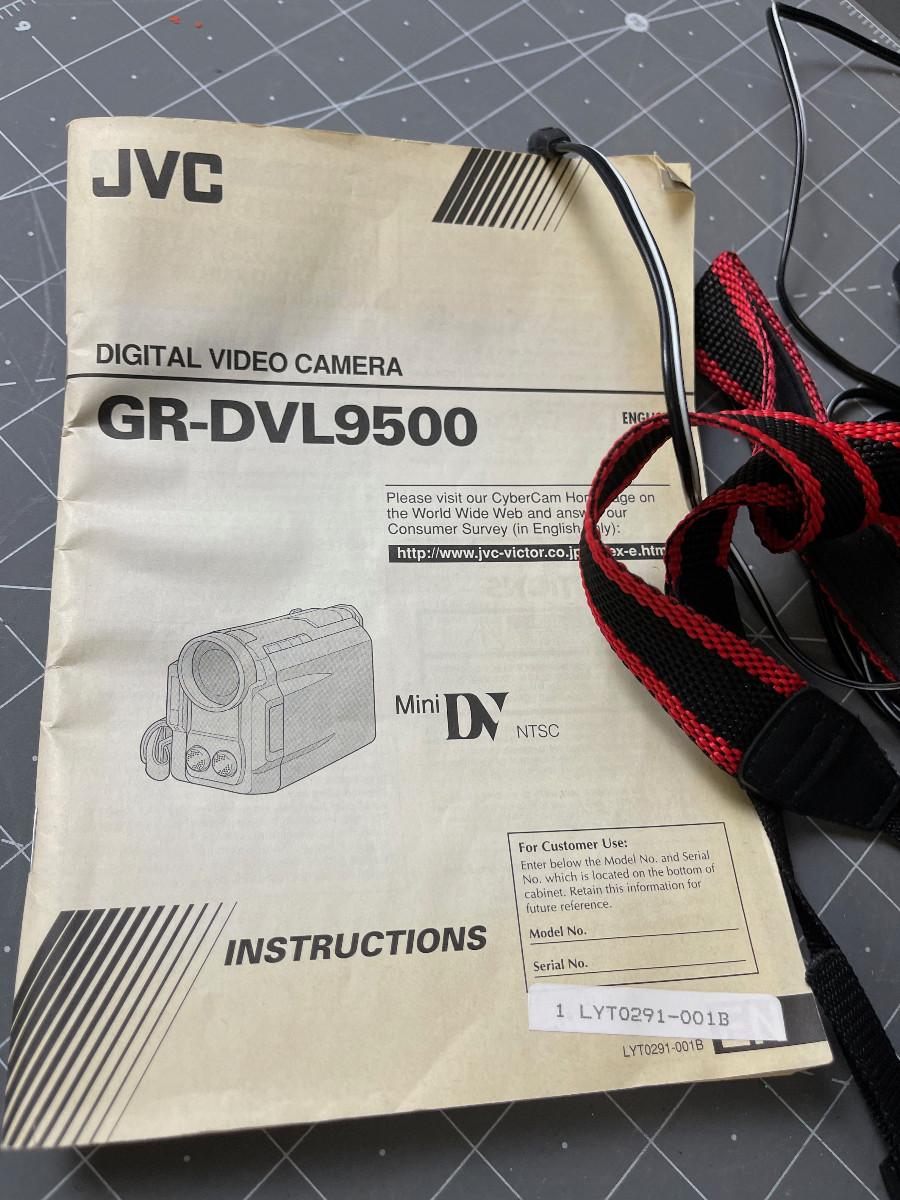 JVC
DIGITAL VIDEO CAMERA
GR-DVL9500
Please visit our CyberCam on
the World Wide Web and our
Consumer Survey (in English
http://www.jvc-victor.co.jp
Mini DV NTSC
For Customer Use:
Enter below the Model No. and Serial
No. which is located on the bottom of
cabinet. Retain this information for
future reference.
Model No.
Serial No.
INSTRUCTIONS
1 LYT0291-001B
LYT0291-001B